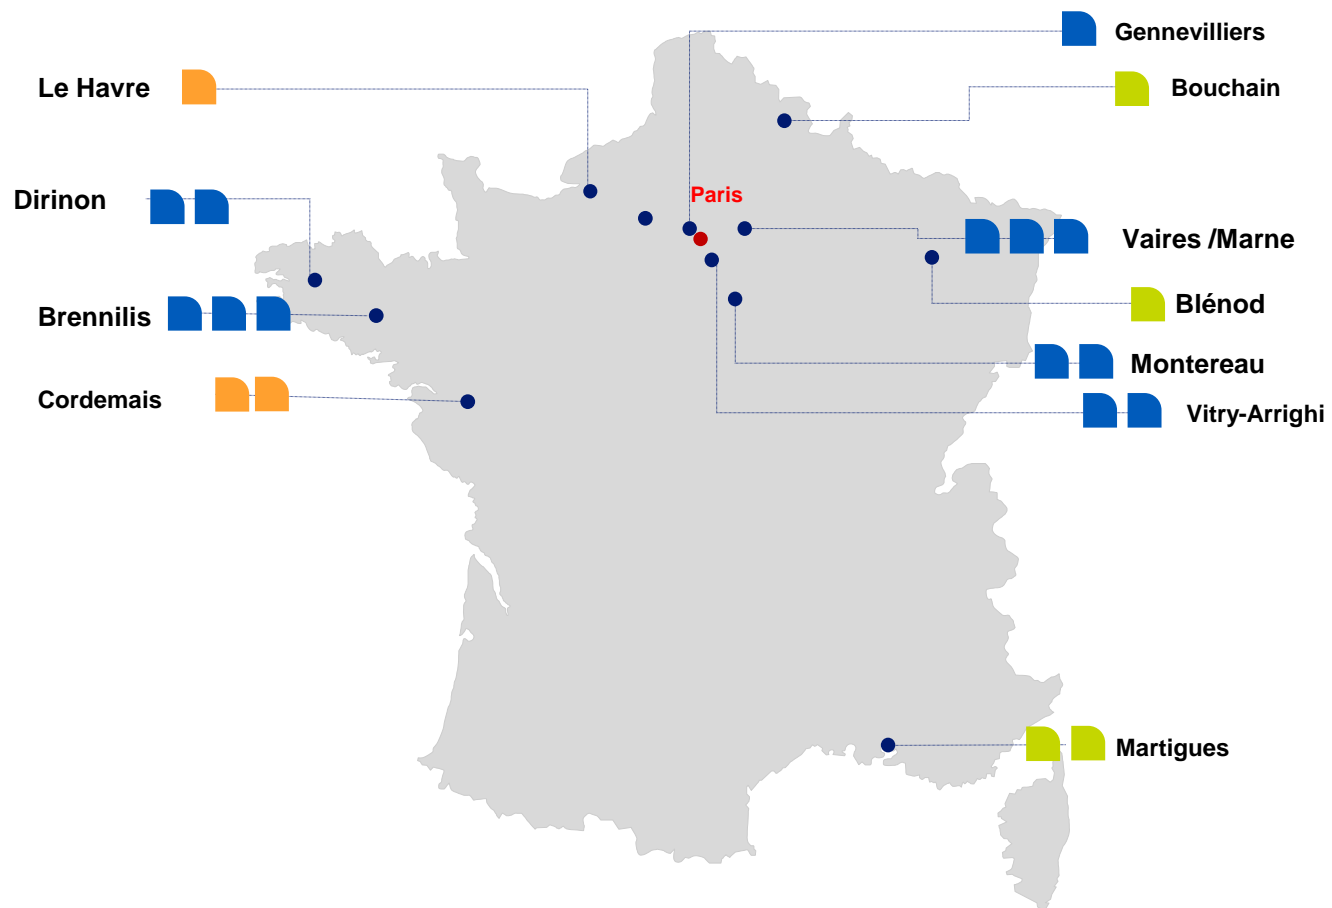 Gennevilliers
Le Havre
Bouchain
Dirinon
Paris
Vaires /Marne
Brennilis
Blénod
Montereau
Cordemais
Vitry-Arrighi
Martigues